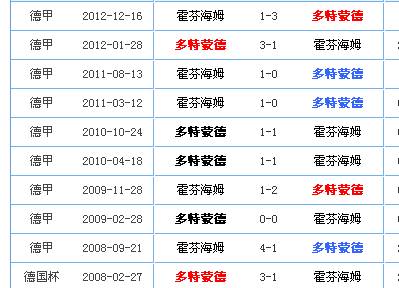 德甲 2012-12-16 霍芬海姆 1-3 多特蒙德
德甲 2012-01-28 多特蒙德 3-1 霍芬海姆
德甲 2011-08-13 霍芬海姆 1-0 多特蒙德
德甲 2011-03-12 霍芬海姆 1-0 多特蒙德
德甲 2010-10-24 多特蒙德 1-1 霍芬海姆
德甲 2010-04-18 多特蒙德 1-1 霍芬海姆
德甲 2009-11-28 霍芬海姆 1-2 多特蒙德
德甲 2009-02-28 多特蒙德 0-0 霍芬海姆
德甲 2008-09-21 霍芬海姆 4-1 多特蒙德
德国杯 2008-02-27 多特蒙德 3-1 霍芬海姆